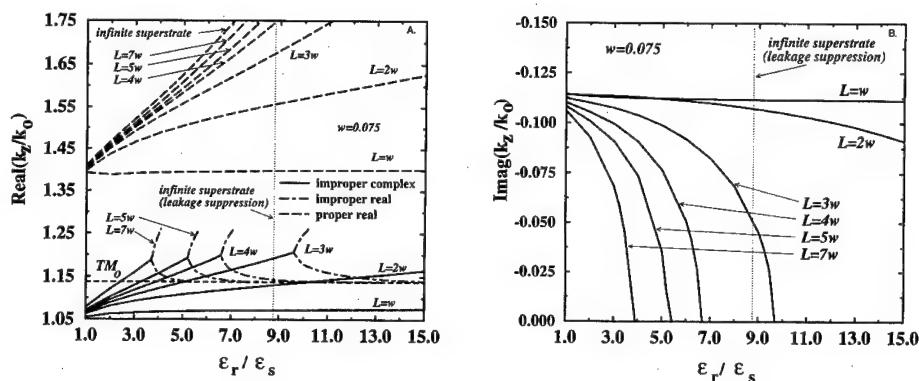 A.
1.75
1.65
1.55
1.45
1.35
1.25
1.15
1.05
Real(kz/ko)
infinite superstrate
L=7w
L=5w
L=4w
L=3w
L=2w
w=0.075
L=w
infinite superstrate
(leakage suppression)
improper complex
improper real
proper real
L=5w
L=7w
L=4w
L=3w
TMo
L=2w
L=w
1.0 3.0 5.0 7.0 9.0 11.0 13.0 15.0
εr / εs
B.
-0.150
-0.125
-0.100
-0.075
-0.050
-0.025
0.000
Imag(kz/ko)
w=0.075
infinite superstrate
(leakage suppression)
L=w
L=2w
L=3w
L=4w
L=5w
L=7w
1.0 3.0 5.0 7.0 9.0 11.0 13.0 15.0
εr / εs